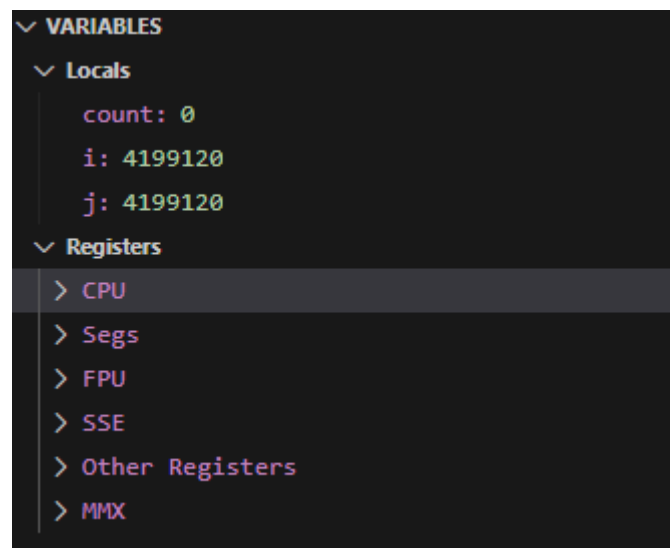 VARIABLES
Locals
count: 0
i: 4199120
j: 4199120
Registers
CPU
Segs
FPU
SSE
Other Registers
MMX